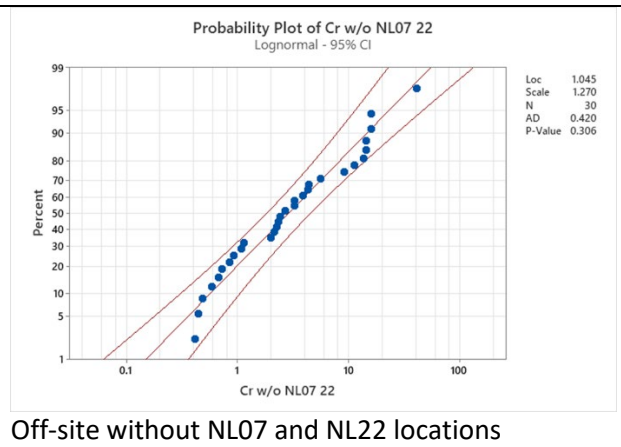 Probability Plot of Cr w/o NL07 22
Lognormal - 95% CI
99
95
90
80
70
60
50
40
30
20
10
5
1
Percent
0.1 1 10 100
Cr w/o NL07 22
Loc 1.045
Scale 1.270
N 30
AD 0.420
P-Value 0.306
Off-site without NL07 and NL22 locations